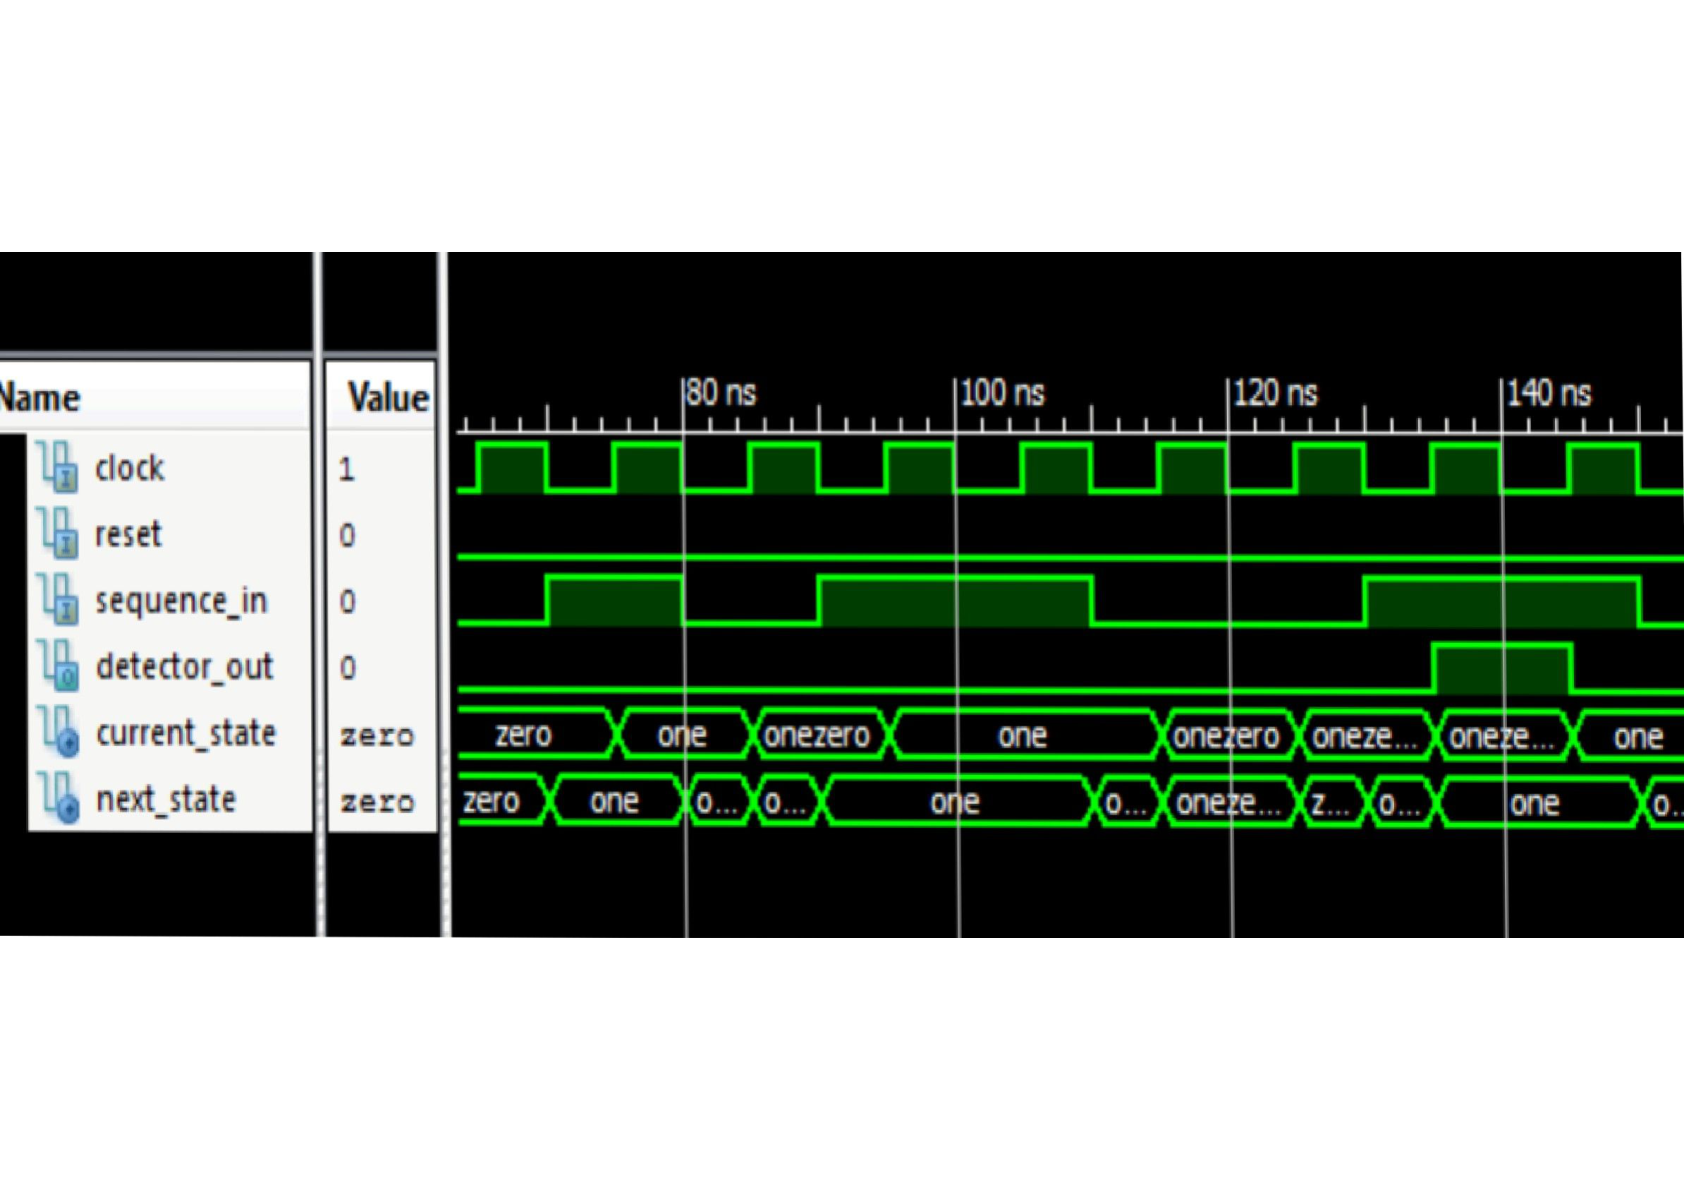 80 ns 100 ns 120 ns 140 ns
Name Value
clock 1
reset 0
sequence_in 0
detector_out 0
current_state zero zero one onezero one onezero oneze... oneze... one
next_state zero zero one o... o... one o... oneze... z... o... one o..